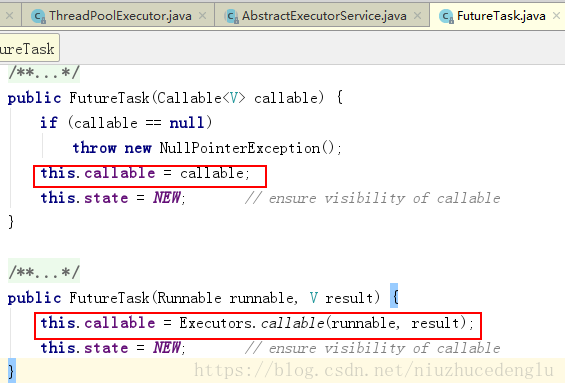 ThreadPoolExecutor.java × AbstractExecutorService.java × FutureTask.java ×
ureTask
/**...*/
public FutureTask(Callable<V> callable) {
if (callable == null)
throw new NullPointerException();
this.callable = callable;
this.state = NEW; // ensure visibility of callable
}
/**...*/
public FutureTask(Runnable runnable, V result) {
this.callable = Executors.callable(runnable, result);
this.state = NEW; // ensure visibility of callable
}
https://blog.csdn.net/niuzhucedenglu